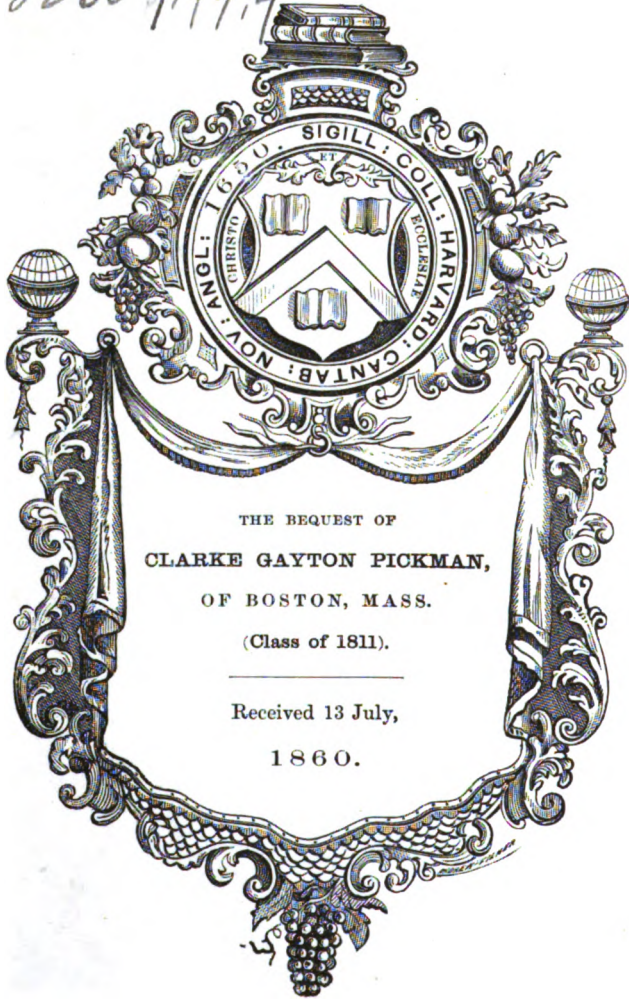 SIGILL: COLL: HARVARD: CANTAB: NOV: ANGL: 1650.
CHRISTO ET ECCLESIAE
THE BEQUEST OF
CLARKE GAYTON PICKMAN,
OF BOSTON, MASS.
(Class of 1811).
Received 13 July,
1860.